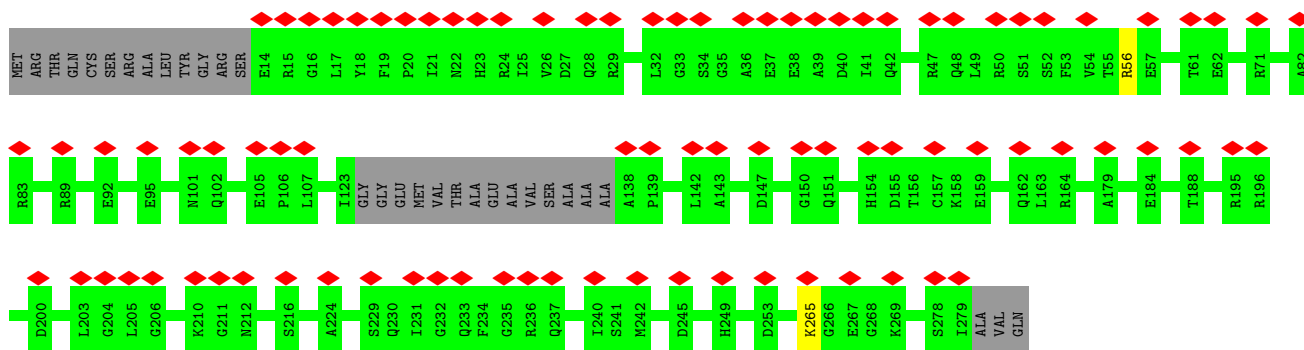 MET ARG THR GLN CYS SER ARG ALA LEU TYR GLY ARG SER E14 R15 G16 L17 Y18 F19 P20 I21 N22 H23 R24 I25 V26 D27 Q28 R29 L32 G33 S34 G35 A36 E37 E38 A39 D40 I41 Q42 R47 Q48 L49 R50 S51 S52 F53 V54 T55 R56 E57 T61 E62 R71 A82
R83 R89 E92 E95 N101 Q102 E105 P106 L107 I123 GLY GLY GLU MET VAL THR ALA GLU ALA VAL SER ALA ALA ALA A138 P139 L142 A143 D147 G150 Q151 H154 D155 T156 C157 K158 E159 Q162 L163 R164 A179 E184 T188 R195 R196
D200 L203 G204 L205 G206 K210 G211 N212 S216 A224 S229 Q230 I231 G232 Q233 F234 G235 R236 Q237 I240 S241 M242 D245 H249 D253 K265 G266 E267 G268 K269 S278 I279 ALA VAL GLN